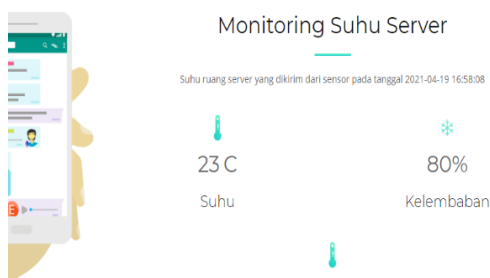 Monitoring Suhu Server
Suhu ruang server yang dikirim dari sensor pada tanggal 2021-04-19 16:58:08
23 C
80%
Suhu
Kelembaban